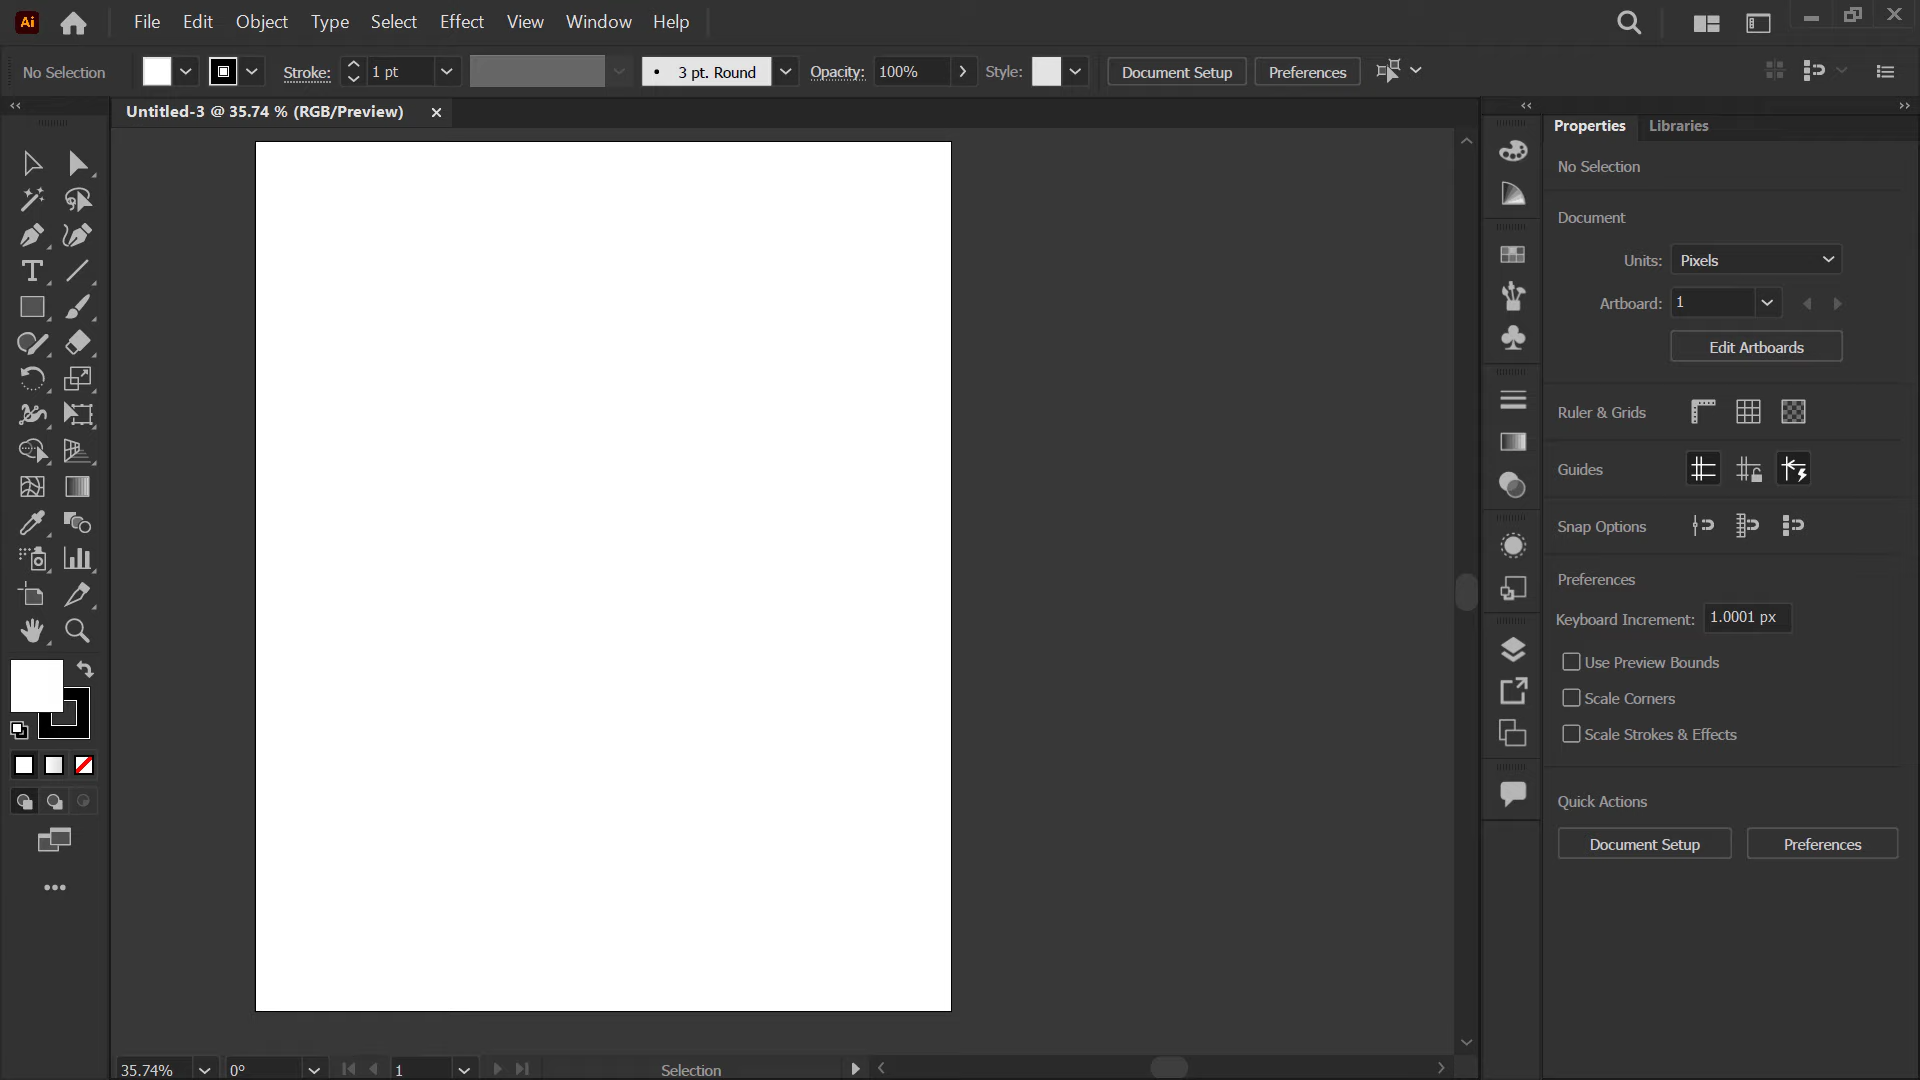 Ai File Edit Object Type Select Effect View Window Help
No Selection Stroke: 1 pt • 3 pt. Round Opacity: 100% Style: Document Setup Preferences
Untitled-3 @ 35.74 % (RGB/Preview)
Properties Libraries
No Selection
Document
Units: Pixels
Artboard: 1
Edit Artboards
Ruler & Grids
Guides
Snap Options
Preferences
Keyboard Increment: 1.0001 px
Use Preview Bounds
Scale Corners
Scale Strokes & Effects
Quick Actions
Document Setup Preferences
35.74% 0° 1 Selection